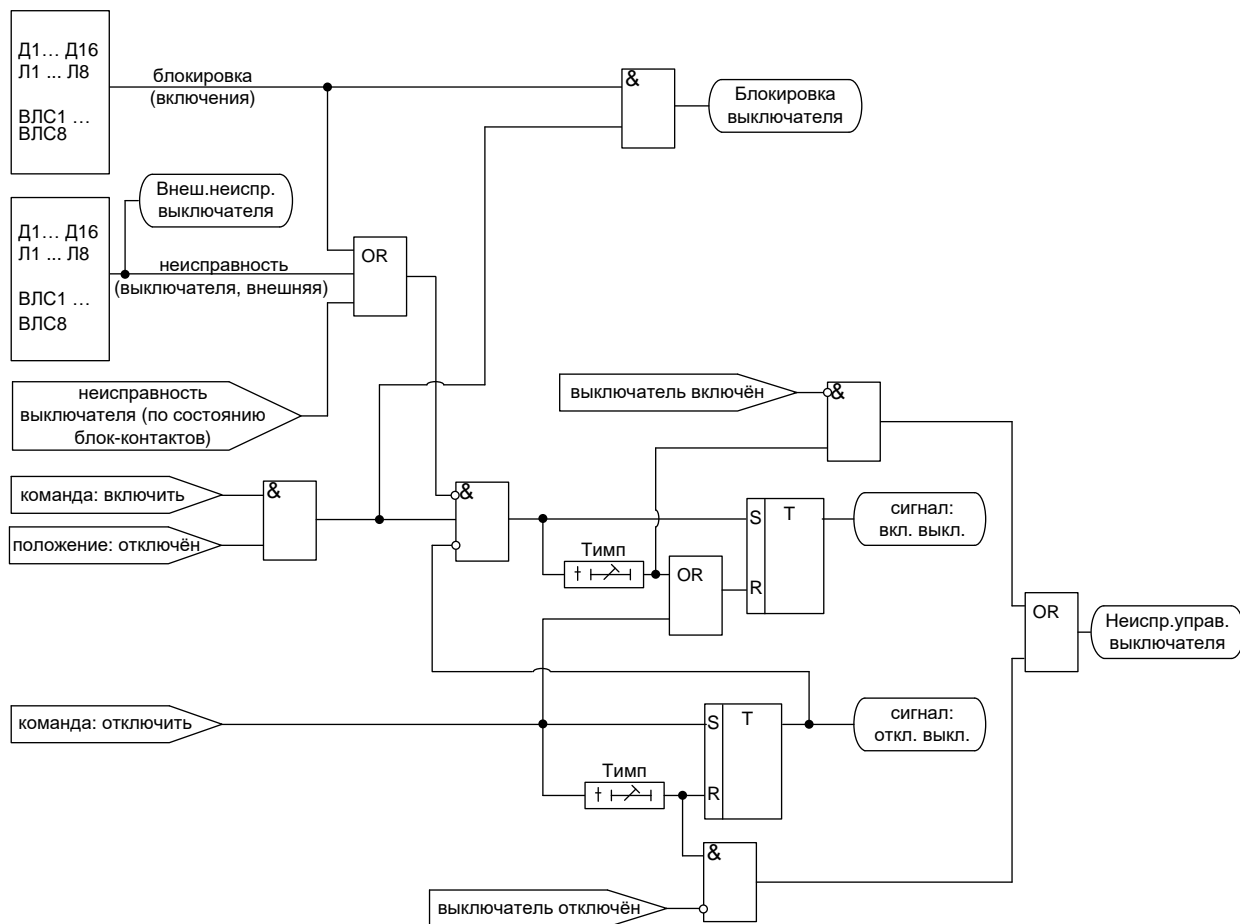 Д1… Д16
Л1 ... Л8
ВЛС1 …
ВЛС8
блокировка
(включения)
&
Блокировка
выключателя
Внеш.неиспр.
выключателя
Д1… Д16
Л1 ... Л8
ВЛС1 …
ВЛС8
неисправность
(выключателя, внешняя)
OR
неисправность
выключателя (по состоянию
блок-контактов)
выключатель включён
&
команда: включить
&
положение: отключён
&
S
T
R
сигнал:
вкл. выкл.
Tимп
OR
OR
Неиспр.управ.
выключателя
команда: отключить
S
T
R
сигнал:
откл. выкл.
Tимп
&
выключатель отключён